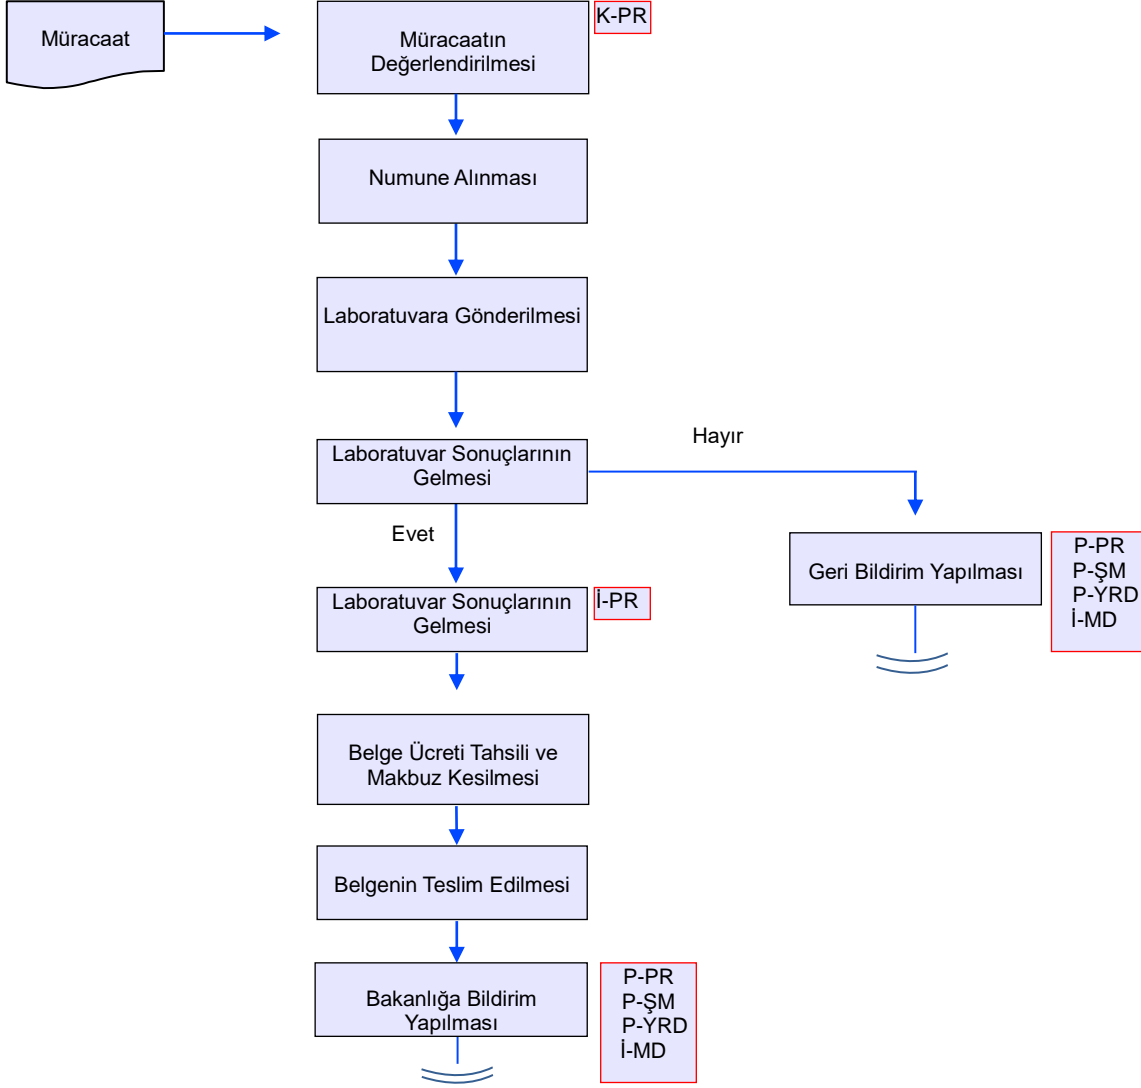 Müracaat
Müracaatın
Değerlendirilmesi
K-PR
Numune Alınması
Laboratuvara Gönderilmesi
Laboratuvar Sonuçlarının
Gelmesi
Hayır
Evet
Geri Bildirim Yapılması
P-PR
P-ŞM
P-YRD
İ-MD
Laboratuvar Sonuçlarının
Gelmesi
İ-PR
Belge Ücreti Tahsili ve
Makbuz Kesilmesi
Belgenin Teslim Edilmesi
Bakanlığa Bildirim
Yapılması
P-PR
P-ŞM
P-YRD
İ-MD